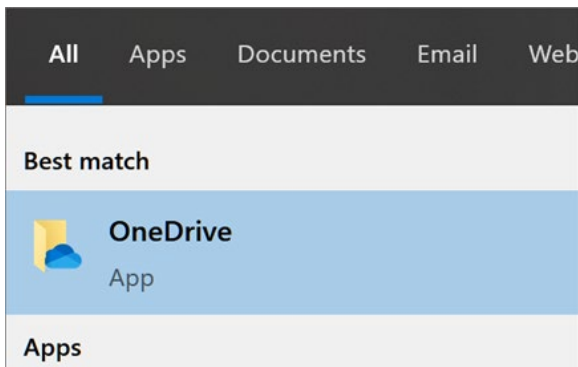 All Apps Documents Email Web
Best match
OneDrive
App
Apps